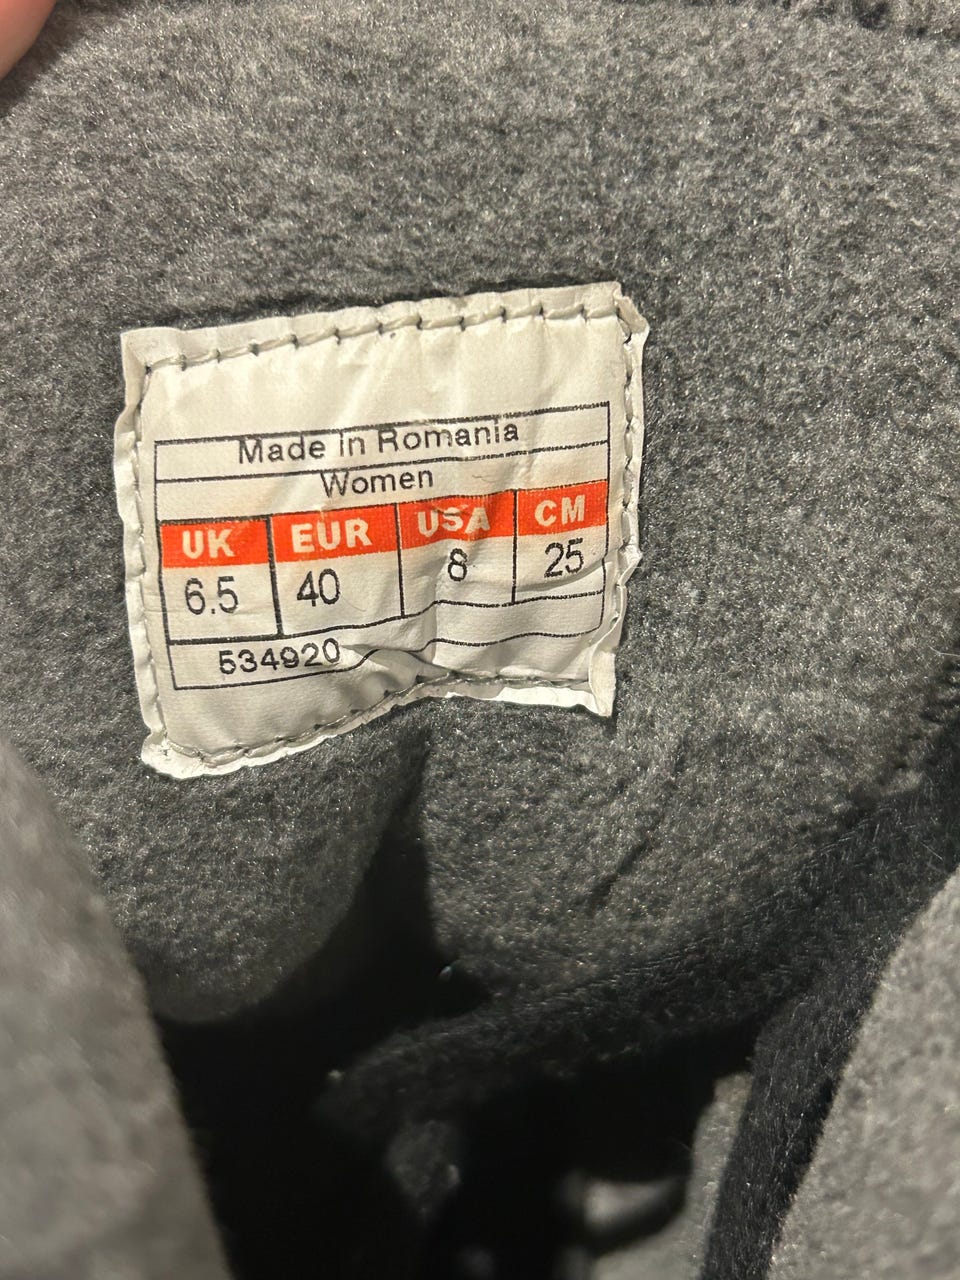 Made in Romania
Women
UK EUR USA CM
6.5 40 8 25
534920